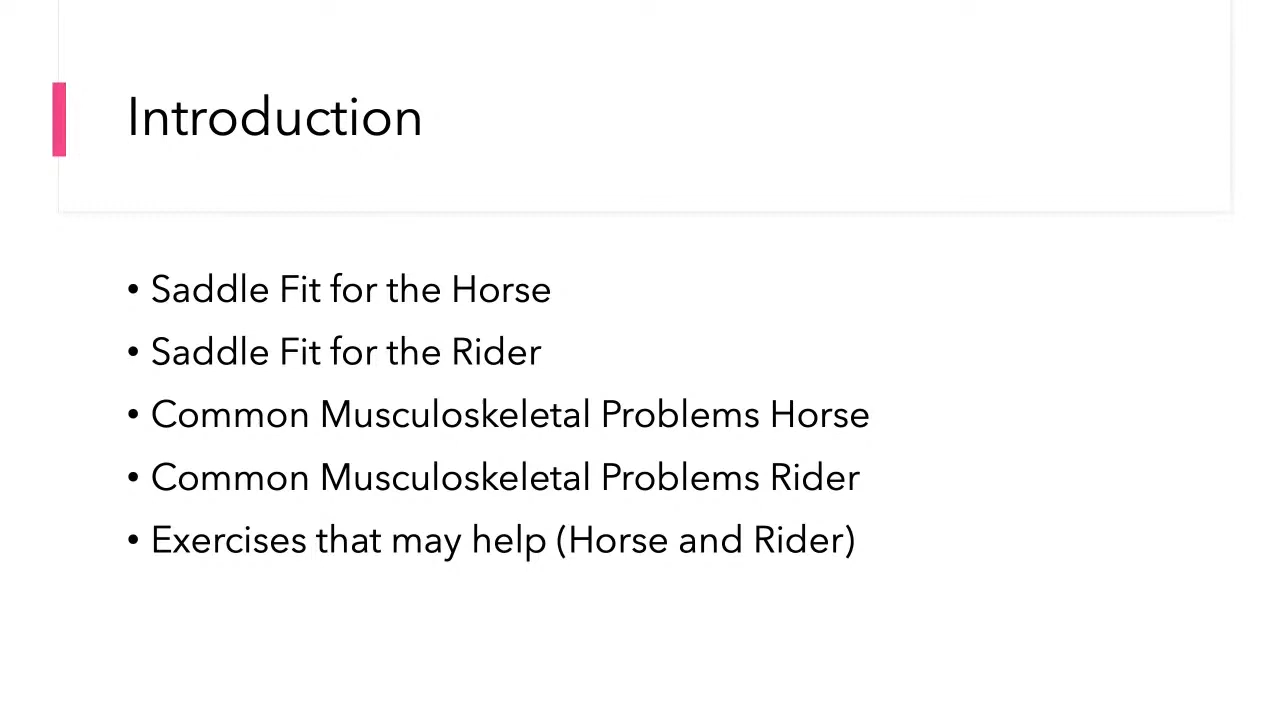 Introduction
• Saddle Fit for the Horse
• Saddle Fit for the Rider
• Common Musculoskeletal Problems Horse
• Common Musculoskeletal Problems Rider
• Exercises that may help (Horse and Rider)